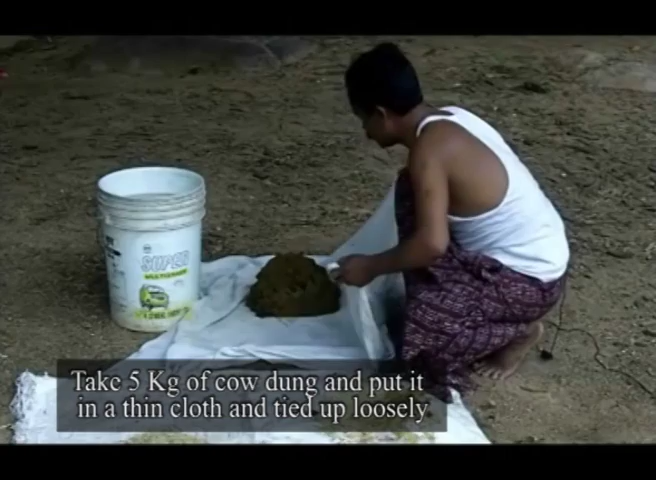 SUPER
Take 5 Kg of cow dung and put it
in a thin cloth and tied up loosely